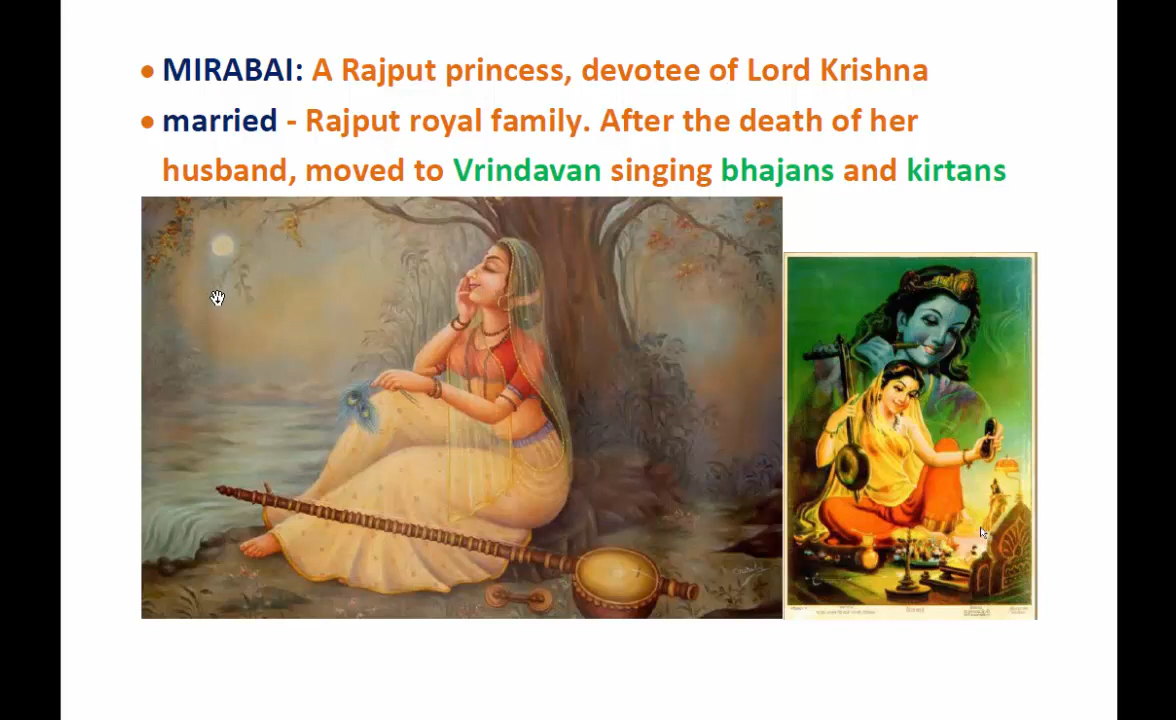 • MIRABAI: A Rajput princess, devotee of Lord Krishna
• married - Rajput royal family. After the death of her
husband, moved to Vrindavan singing bhajans and kirtans